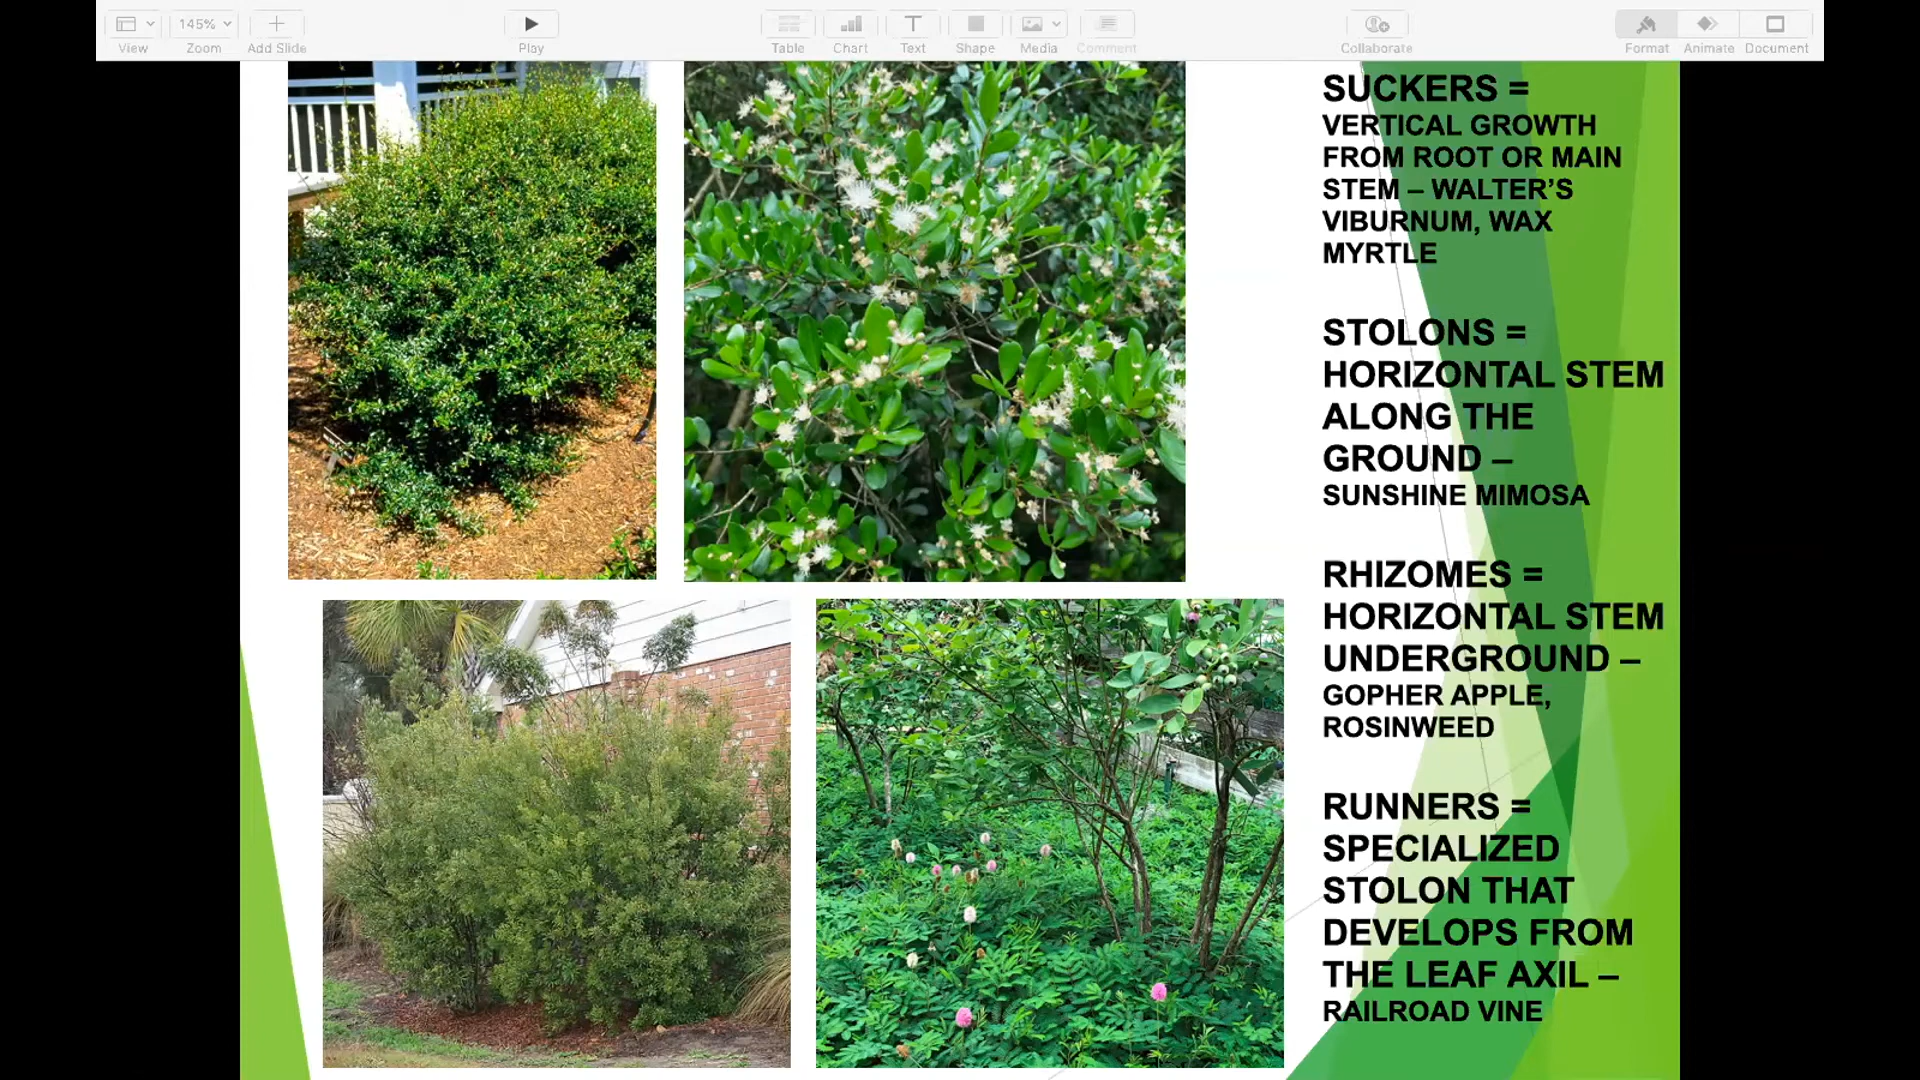 145%
View
Zoom
Add Slide
Play
Table
Chart
Text
Shape
Media
Comment
Collaborate
Format
Animate
Document
SUCKERS =
VERTICAL GROWTH
FROM ROOT OR MAIN
STEM – WALTER'S
VIBURNUM, WAX
MYRTLE
STOLONS =
HORIZONTAL STEM
ALONG THE
GROUND –
SUNSHINE MIMOSA
RHIZOMES =
HORIZONTAL STEM
UNDERGROUND –
GOPHER APPLE,
ROSINWEED
RUNNERS =
SPECIALIZED
STOLON THAT
DEVELOPS FROM
THE LEAF AXIL –
RAILROAD VINE